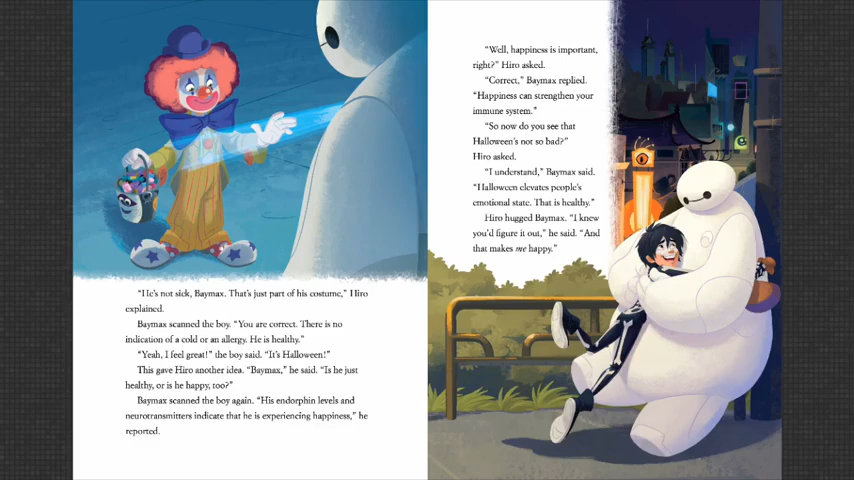 “He’s not sick, Baymax. That’s just part of his costume,” Hiro
explained.
Baymax scanned the boy. “You are correct. There is no
indication of a cold or an allergy. He is healthy.”
“Yeah, I feel great!” the boy said. “It’s Halloween!”
This gave Hiro another idea. “Baymax,” he said. “Is he just
healthy, or is he happy, too?”
Baymax scanned the boy again. “His endorphin levels and
neurotransmitters indicate that he is experiencing happiness,” he
reported.
“Well, happiness is important,
right?” Hiro asked.
“Correct,” Baymax replied.
“Happiness can strengthen your
immune system.”
“So now do you see that
Halloween’s not so bad?”
Hiro asked.
“I understand,” Baymax said.
“Halloween elevates people’s
emotional state. That is healthy.”
Hiro hugged Baymax. “I knew
you’d figure it out,” he said. “And
that makes me happy.”